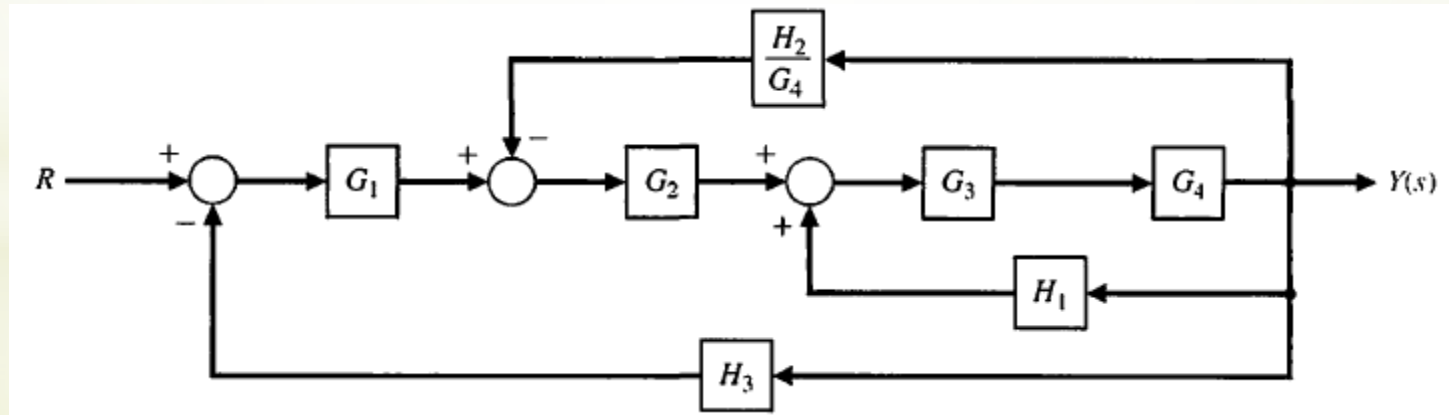 H₂
G₄
R + G₁ + − G₂ + G₃ G₄ Y(s)
− +
H₁
H₃